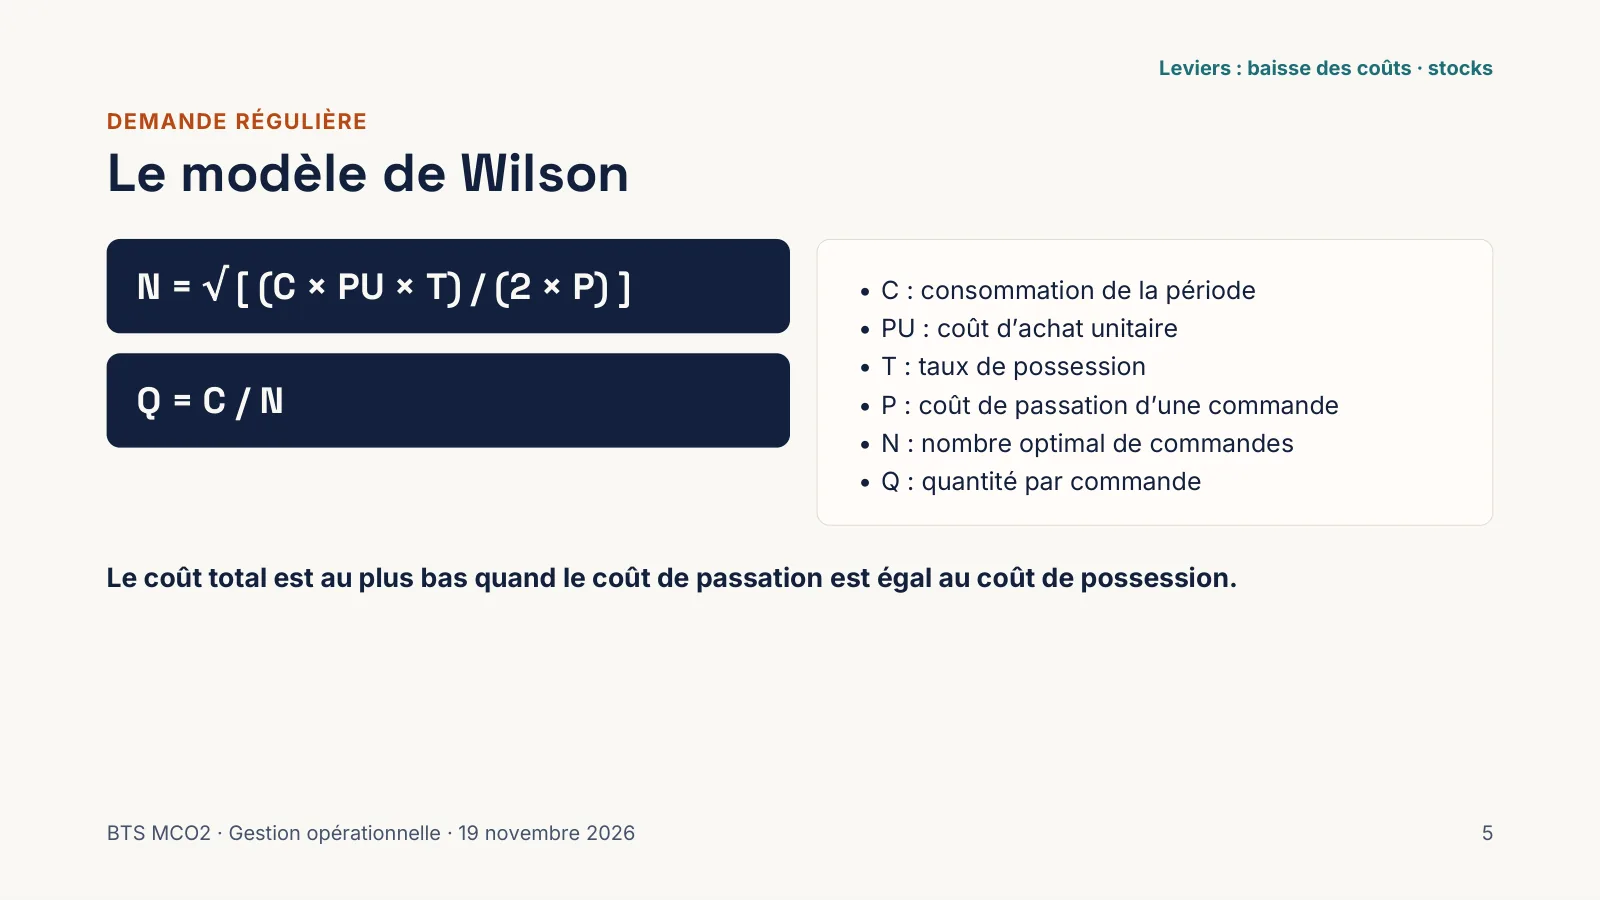 Leviers : baisse des coûts · stocks
DEMANDE RÉGULIÈRE
Le modèle de Wilson
N = √ [ (C × PU × T) / (2 × P) ]
Q = C / N
• C : consommation de la période
• PU : coût d’achat unitaire
• T : taux de possession
• P : coût de passation d’une commande
• N : nombre optimal de commandes
• Q : quantité par commande
Le coût total est au plus bas quand le coût de passation est égal au coût de possession.
BTS MCO2 · Gestion opérationnelle · 19 novembre 2026
5